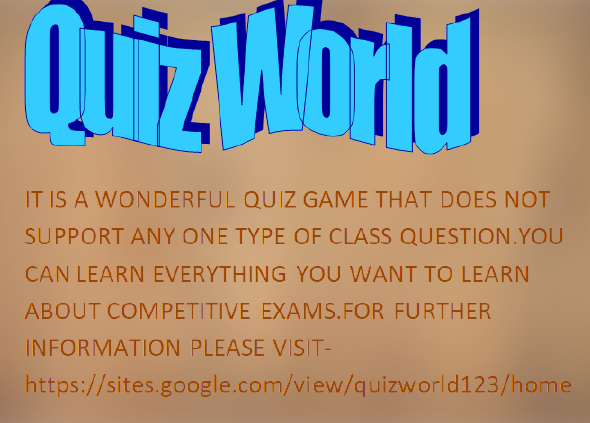 Quiz World
IT IS A WONDERFUL QUIZ GAME THAT DOES NOT
SUPPORT ANY ONE TYPE OF CLASS QUESTION.YOU
CAN LEARN EVERYTHING YOU WANT TO LEARN
ABOUT COMPETITIVE EXAMS.FOR FURTHER
INFORMATION PLEASE VISIT-
https://sites.google.com/view/quizworld123/home